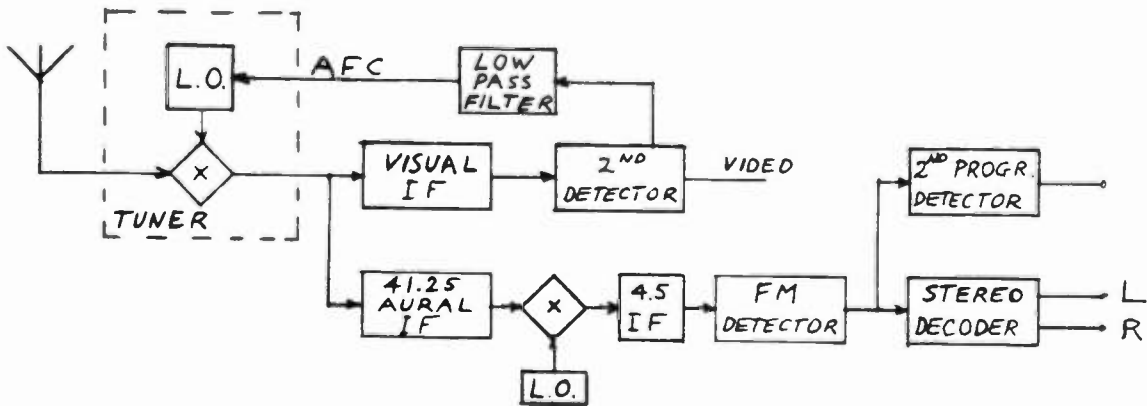 L.O.
AFC
LOW
PASS
FILTER
X
TUNER
VISUAL
IF
2ND
DETECTOR
VIDEO
2ND PROGR.
DETECTOR
41.25
AURAL
IF
X
L.O.
4.5
IF
FM
DETECTOR
STEREO
DECODER
L
R